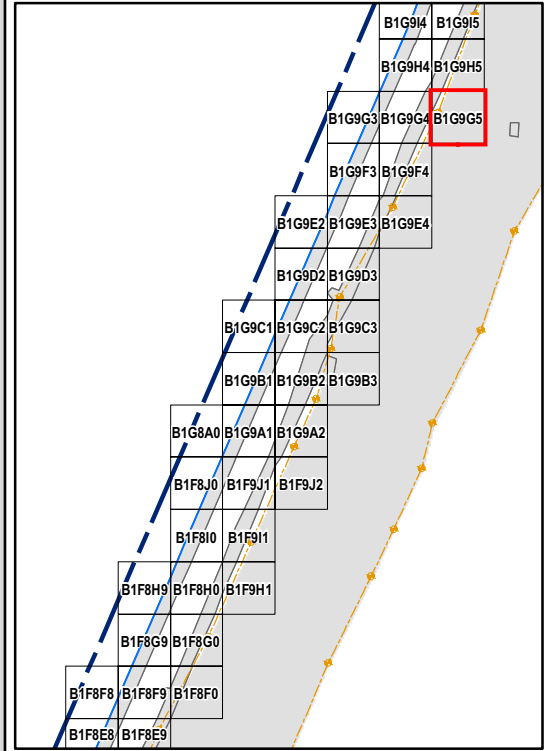 B1G9I4 B1G9I5
B1G9H4 B1G9H5
B1G9G3 B1G9G4 B1G9G5
B1G9F3 B1G9F4
B1G9E2 B1G9E3 B1G9E4
B1G9D2 B1G9D3
B1G9C1 B1G9C2 B1G9C3
B1G9B1 B1G9B2 B1G9B3
B1G8A0 B1G9A1 B1G9A2
B1F8J0 B1F9J1 B1F9J2
B1F8I0 B1F9I1
B1F8H9 B1F8H0 B1F9H1
B1F8G9 B1F8G0
B1F8F8 B1F8F9 B1F8F0
B1F8E8 B1F8E9